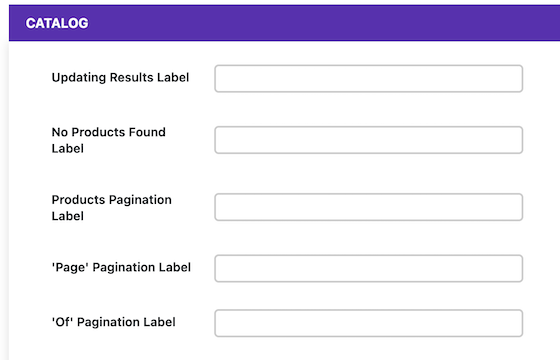 CATALOG
Updating Results Label
No Products Found
Label
Products Pagination
Label
'Page' Pagination Label
'Of' Pagination Label